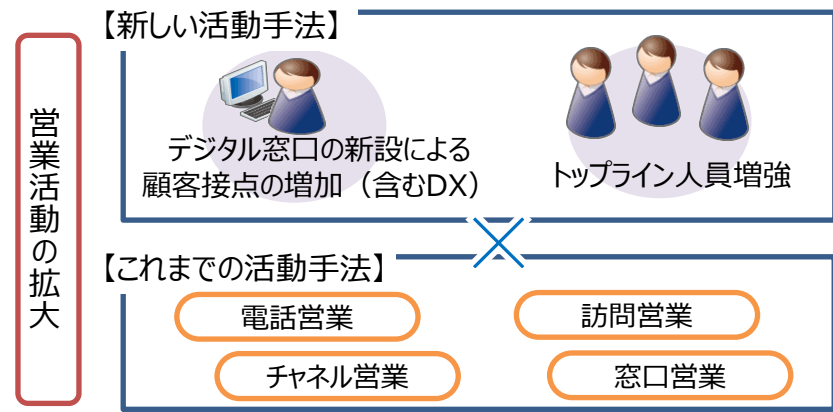 営業活動の拡大
【新しい活動手法】
デジタル窓口の新設による
顧客接点の増加（含むDX）
トップライン人員増強
【これまでの活動手法】
電話営業
訪問営業
チャネル営業
窓口営業